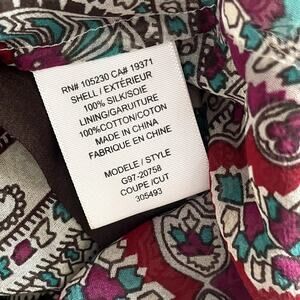 RN# 105230 CA# 19371
SHELL / EXTÉRIEUR
100% SILK/SOIE
LINING/GARUITURE
100%COTTON/COTON
MADE IN CHINA
FABRIQUE EN CHINE
MODELE / STYLE
G97-20758
COUPE /CUT
305493